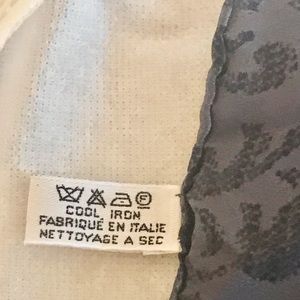 F
COOL IRON
FABRIQUÉ EN ITALIE
NETTOYAGE A SEC